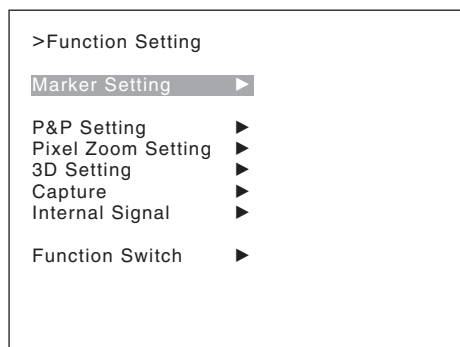 >Function Setting
Marker Setting ▶
P&P Setting ▶
Pixel Zoom Setting ▶
3D Setting ▶
Capture ▶
Internal Signal ▶
Function Switch ▶